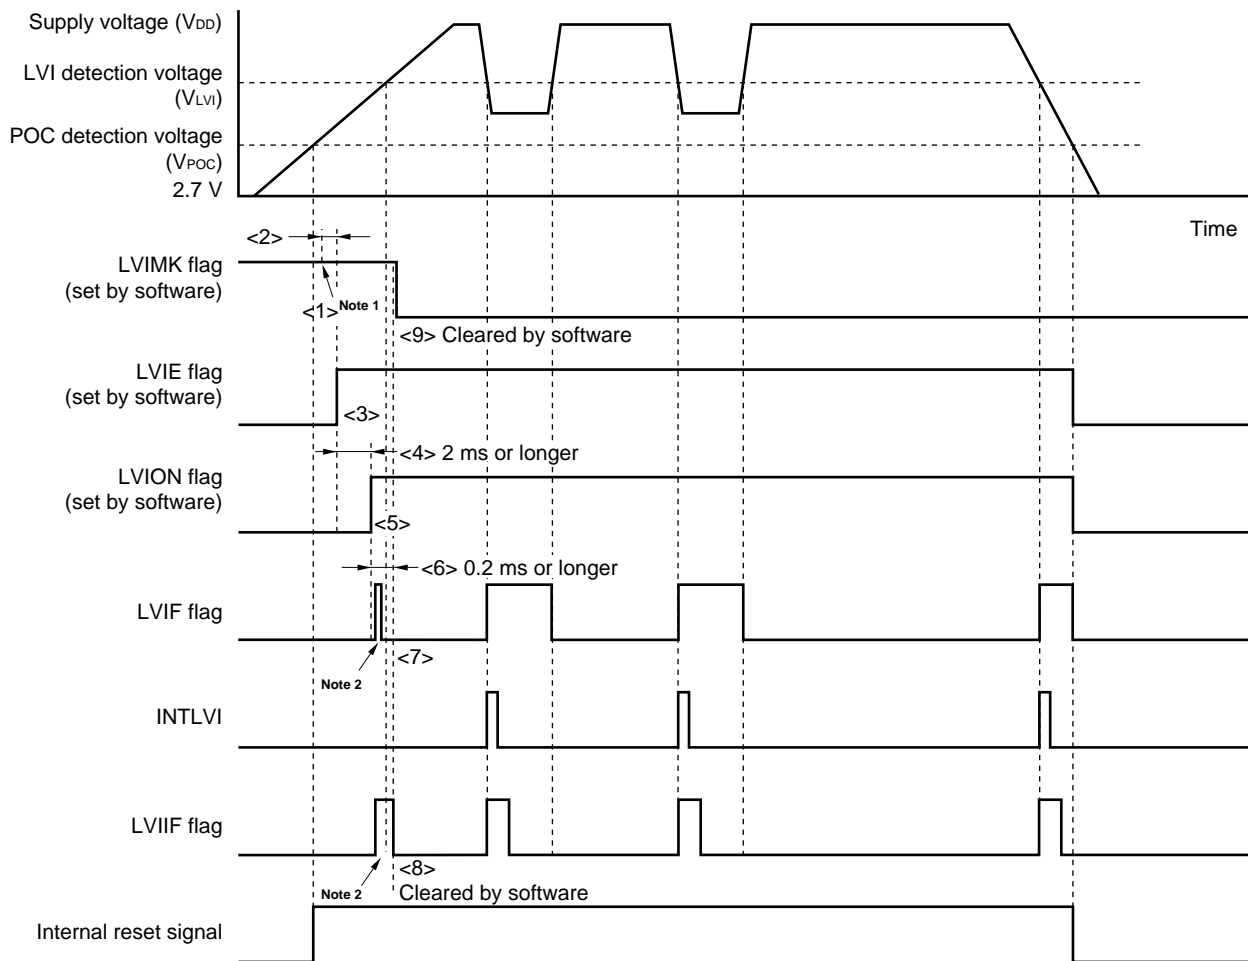 Supply voltage (VDD)
LVI detection voltage
(VLVI)
POC detection voltage
(VPOC)
2.7 V
Time
<2>
LVIMK flag
(set by software)
<1>
Note 1
<9> Cleared by software
LVIE flag
(set by software)
<3>
<4> 2 ms or longer
LVION flag
(set by software)
<5>
<6> 0.2 ms or longer
LVIF flag
<7>
Note 2
INTLVI
LVIIF flag
<8>
Note 2
Cleared by software
Internal reset signal